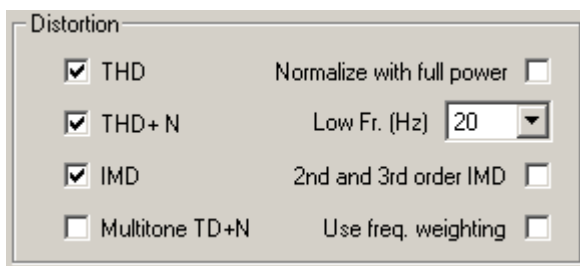 Distortion
THD Normalize with full power
THD+ N Low Fr. (Hz) 20
IMD 2nd and 3rd order IMD
Multitone TD+N Use freq. weighting